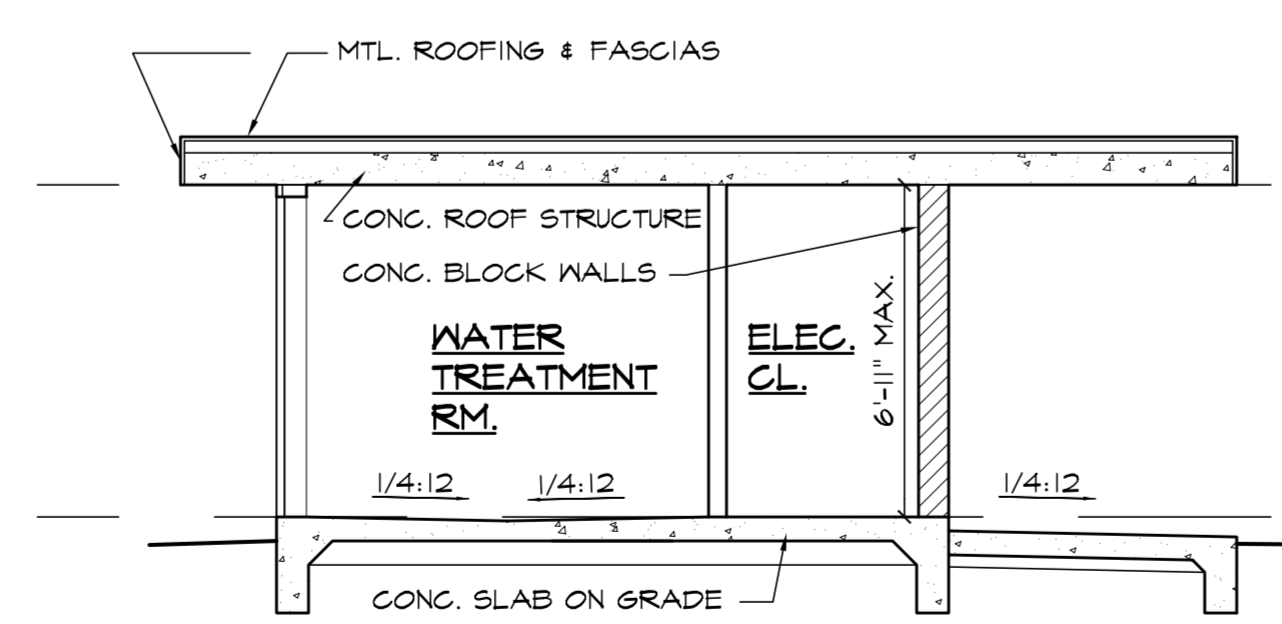 MTL. ROOFING & FASCIAS
CONC. ROOF STRUCTURE
CONC. BLOCK WALLS
WATER
TREATMENT
RM.
ELEC.
CL.
6'-11" MAX.
1/4:12
1/4:12
1/4:12
CONC. SLAB ON GRADE